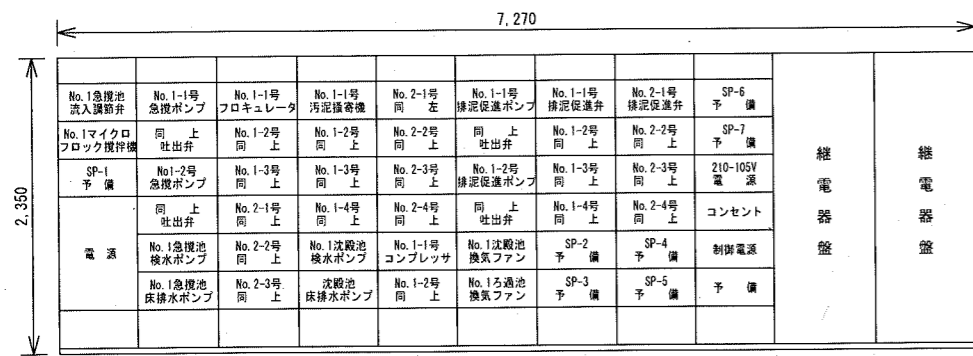 7,270
2,350
No.1急撹池
流入調節弁
No.1-1号
急撹ポンプ
No.1-1号
フロキュレータ
No.1-1号
汚泥掻寄機
No.2-1号
同 左
No.1-1号
排泥促進ポンプ
No.1-1号
排泥促進弁
No.2-1号
排泥促進弁
SP-6
予 備
No.1マイクロ
フロック撹拌機
同 上
吐出弁
No.1-2号
同 上
No.1-2号
同 上
No.2-2号
同 上
同 上
吐出弁
No.1-2号
同 上
No.2-2号
同 上
SP-7
予 備
SP-1
予 備
No1-2号
急撹ポンプ
No.1-3号
同 上
No.1-3号
同 上
No.2-3号
同 上
No.1-2号
排泥促進ポンプ
No.1-3号
同 上
No.2-3号
同 上
210-105V
電 源
電 源
同 上
吐出弁
No.2-1号
同 上
No.1-4号
同 上
No.2-4号
同 上
同 上
吐出弁
No.1-4号
同 上
No.2-4号
同 上
コンセント
No.1急撹池
検水ポンプ
No.2-2号
同 上
No.1沈殿池
検水ポンプ
No.1-1号
コンプレッサ
No.1沈殿池
換気ファン
SP-2
予 備
SP-4
予 備
制御電源
No.1急撹池
床排水ポンプ
No.2-3号
同 上
沈殿池
床排水ポンプ
No.1-2号
同 上
No.1ろ過池
換気ファン
SP-3
予 備
SP-5
予 備
予 備
継電器盤
継電器盤